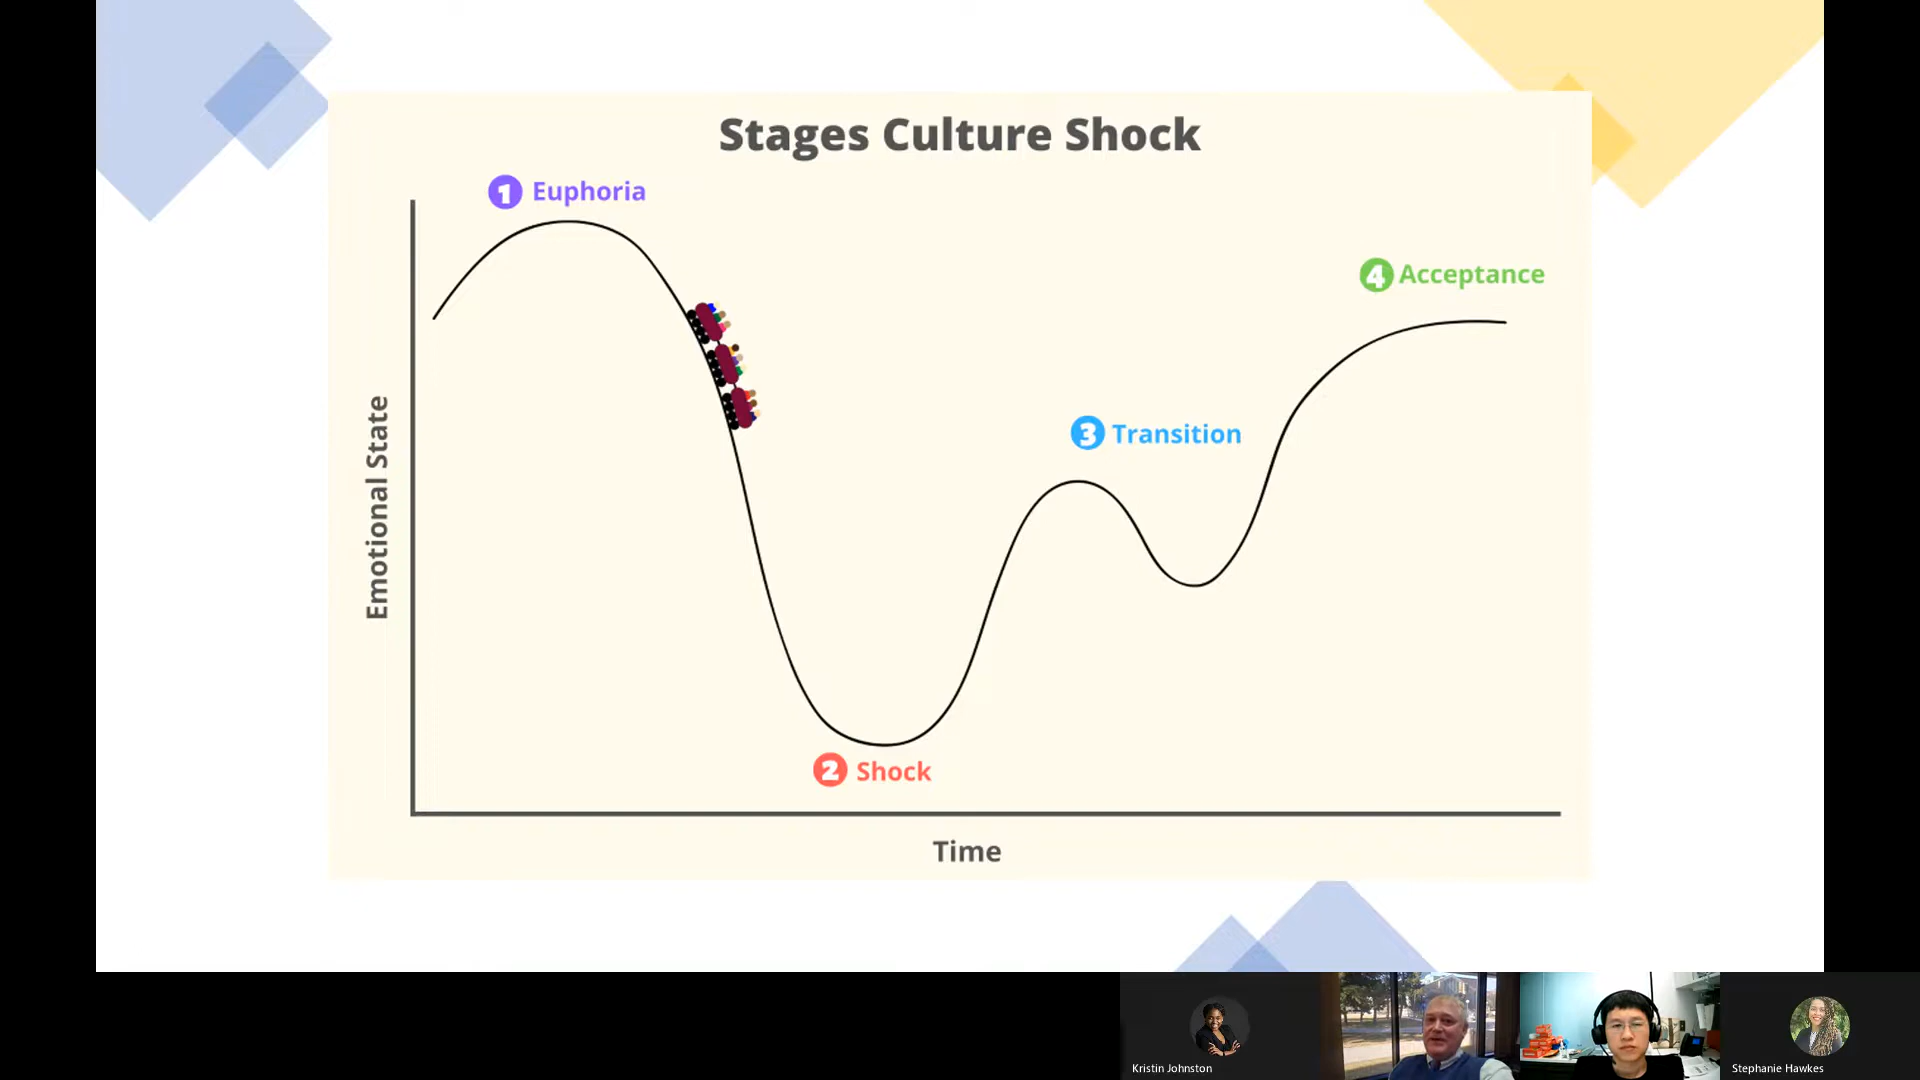 Stages Culture Shock
1 Euphoria
4 Acceptance
3 Transition
Emotional State
2 Shock
Time
Kristin Johnston
Stephanie Hawkes